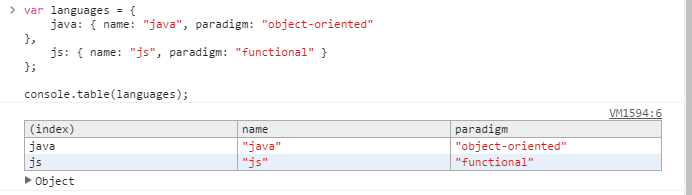 > var languages = {
java: { name: "java", paradigm: "object-oriented"
},
js: { name: "js", paradigm: "functional" }
};
console.table(languages);
VM1594:6
(index) name paradigm
java "java" "object-oriented"
js "js" "functional"
▶ Object